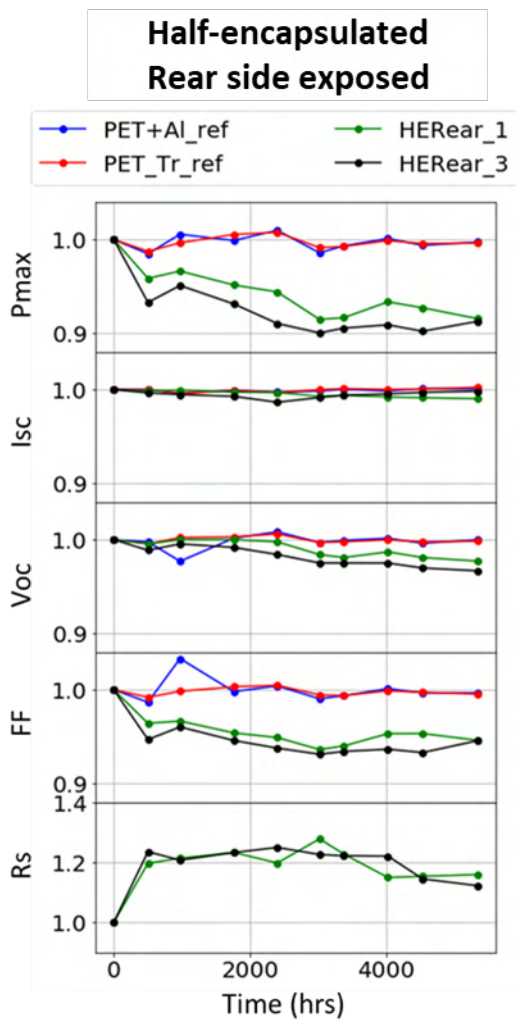 Half-encapsulated
Rear side exposed
PET+Al_ref
HERear_1
PET_Tr_ref
HERear_3
Pmax
1.0
0.9
Isc
1.0
0.9
Voc
1.0
0.9
FF
1.0
0.9
Rs
1.4
1.2
1.0
0
2000
4000
Time (hrs)